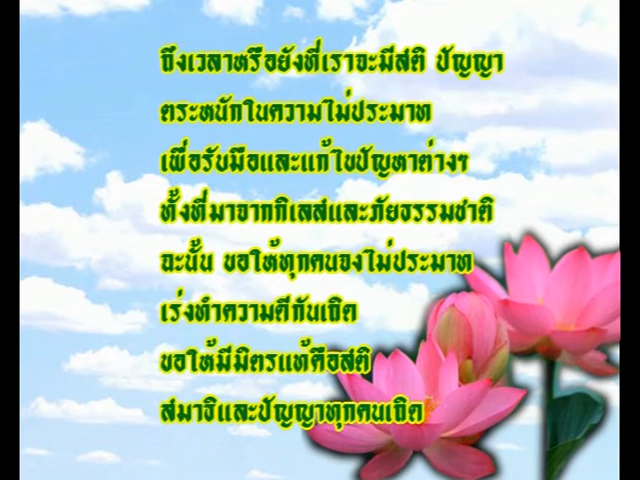 ถึงเวลาหรือยังที่เราจะมีสติ ปัญญา
ตระหนักในความไม่ประมาท
เพื่อรับมือและแก้ไขปัญหาต่างๆ
ทั้งที่มาจากกิเลสและภัยธรรมชาติ
ฉะนั้น ขอให้ทุกคนจงไม่ประมาท
เร่งทำความดีกันเถิด
ขอให้มีมิตรแท้คือสติ
สมาธิและปัญญาทุกคนเถิด